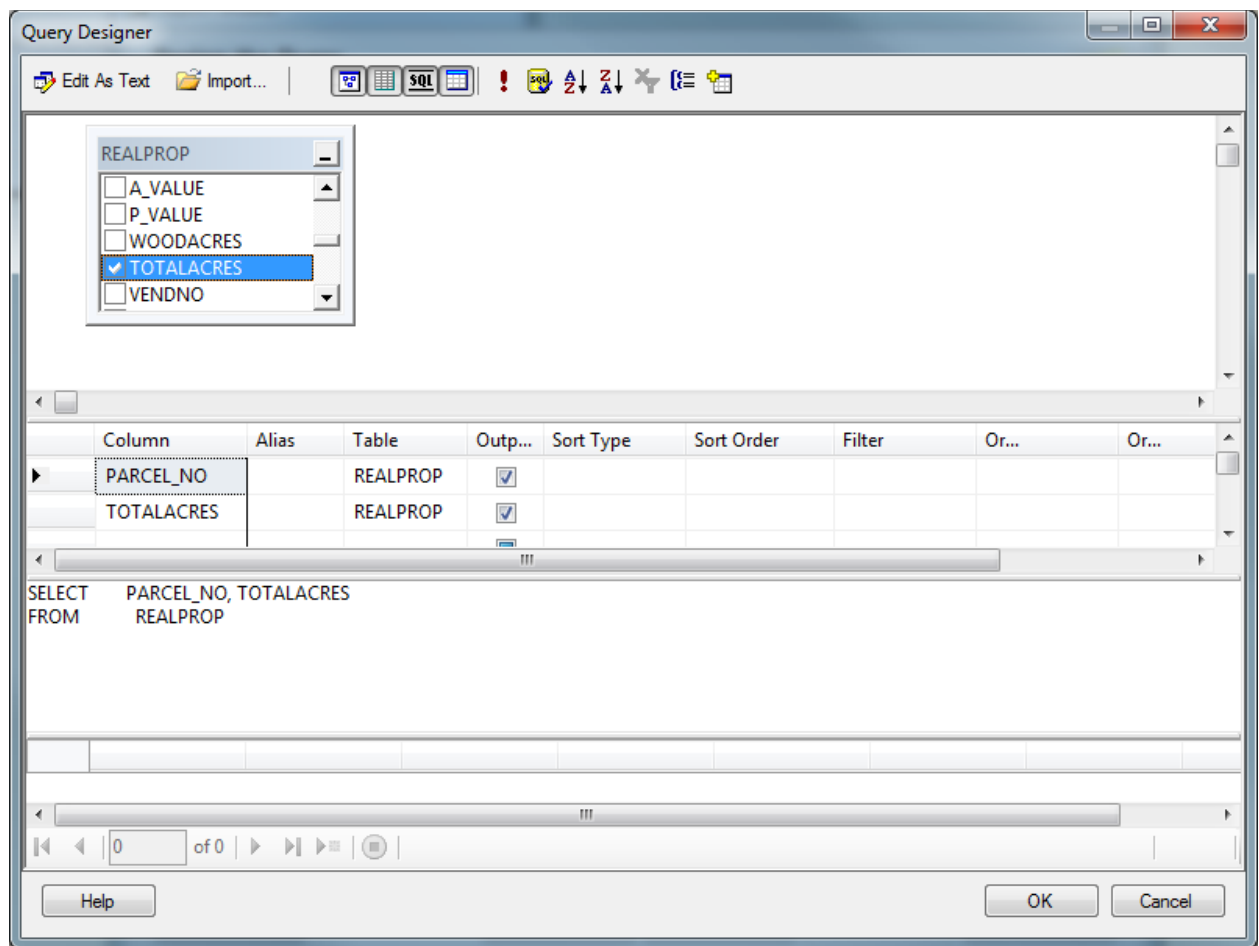 Query Designer
Edit As Text Import... SQL SQL A Z Z A
REALPROP
A_VALUE
P_VALUE
WOODACRES
TOTALACRES
VENDNO
Column Alias Table Outp... Sort Type Sort Order Filter Or... Or...
PARCEL_NO REALPROP
TOTALACRES REALPROP
SELECT PARCEL_NO, TOTALACRES
FROM REALPROP
0 of 0
Help OK Cancel